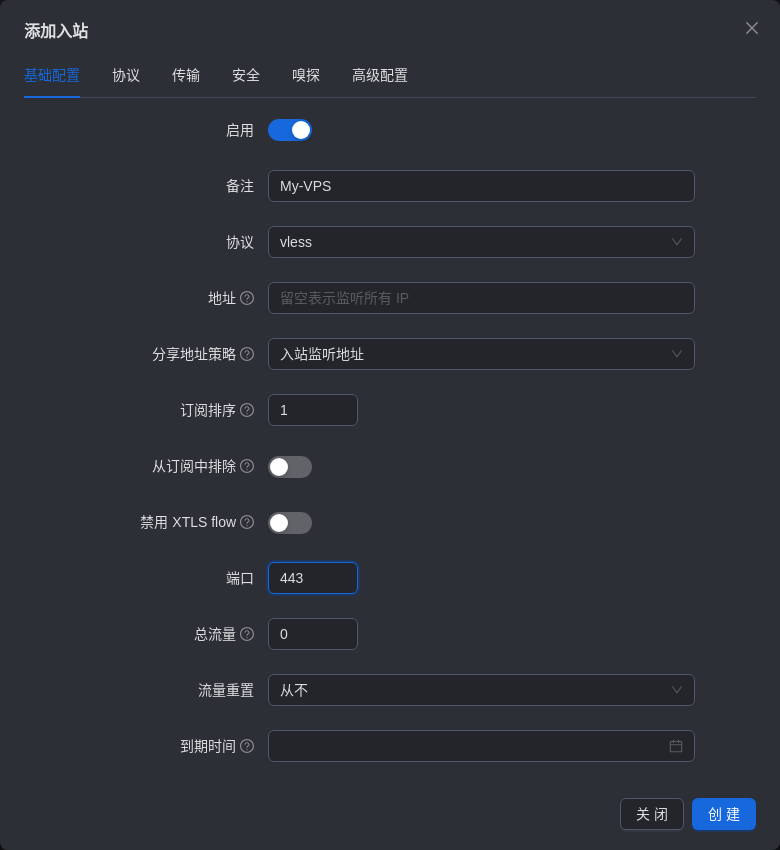 添加入站
基础配置 协议 传输 安全 嗅探 高级配置
启用
备注 My-VPS
协议 vless
地址 留空表示监听所有 IP
分享地址策略 入站监听地址
订阅排序 1
从订阅中排除
禁用 XTLS flow
端口 443
总流量 0
流量重置 从不
到期时间
关 闭 创 建